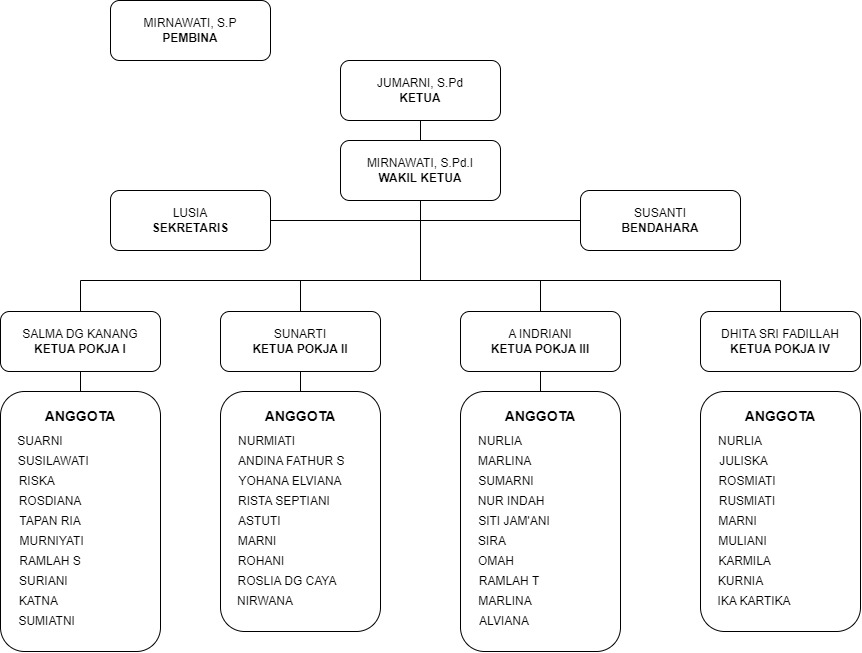 MIRNAWATI, S.P
PEMBINA
JUMARNI, S.Pd
KETUA
MIRNAWATI, S.Pd.I
WAKIL KETUA
LUSIA
SEKRETARIS
SUSANTI
BENDAHARA
SALMA DG KANANG
KETUA POKJA I
SUNARTI
KETUA POKJA II
A INDRIANI
KETUA POKJA III
DHITA SRI FADILLAH
KETUA POKJA IV
ANGGOTA
SUARNI
SUSILAWATI
RISKA
ROSDIANA
TAPAN RIA
MURNIYATI
RAMLAH S
SURIANI
KATNA
SUMIATNI
ANGGOTA
NURMIATI
ANDINA FATHUR S
YOHANA ELVIANA
RISTA SEPTIANI
ASTUTI
MARNI
ROHANI
ROSLIA DG CAYA
NIRWANA
ANGGOTA
NURLIA
MARLINA
SUMARNI
NUR INDAH
SITI JAM'ANI
SIRA
OMAH
RAMLAH T
MARLINA
ALVIANA
ANGGOTA
NURLIA
JULISKA
ROSMIATI
RUSMIATI
MARNI
MULIANI
KARMILA
KURNIA
IKA KARTIKA